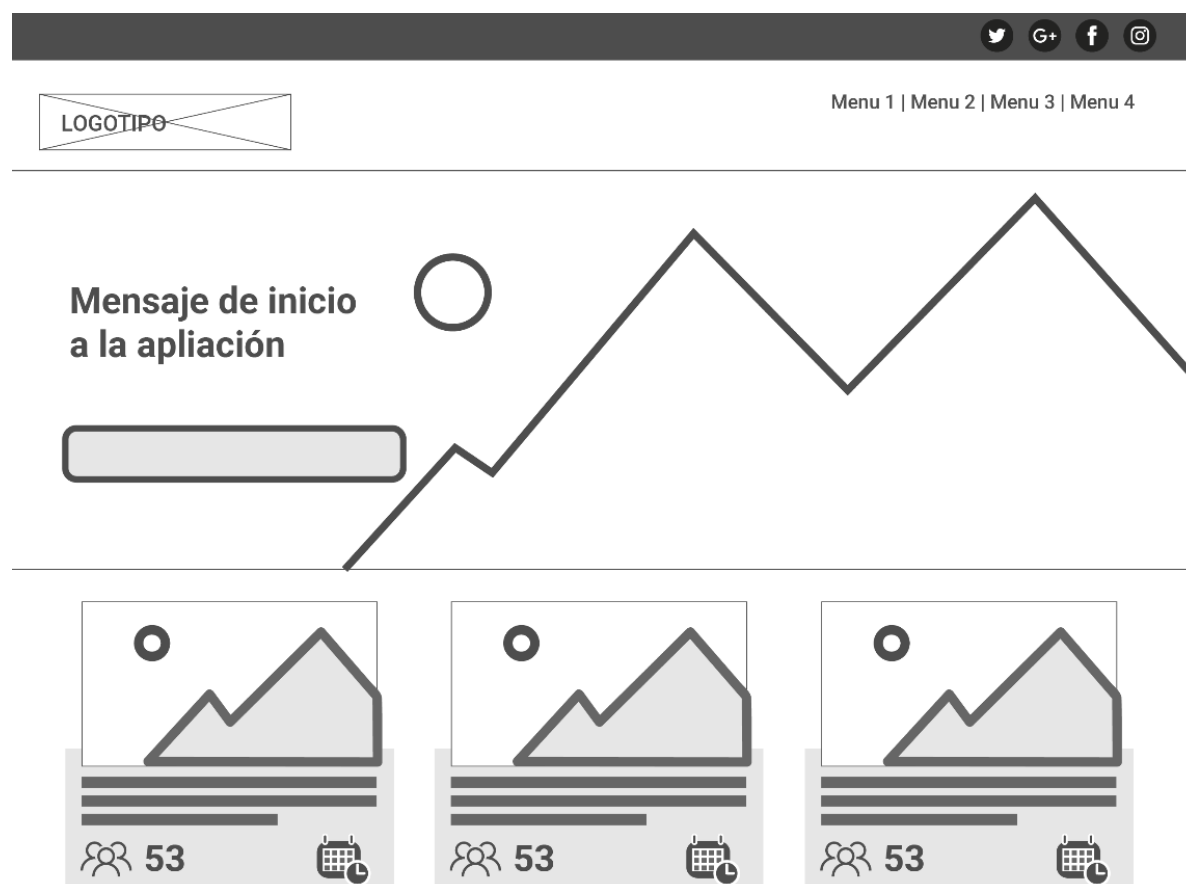 G+
Menu 1 | Menu 2 | Menu 3 | Menu 4
LOGOTIPO
Mensaje de inicio
a la apliación
53
53
53